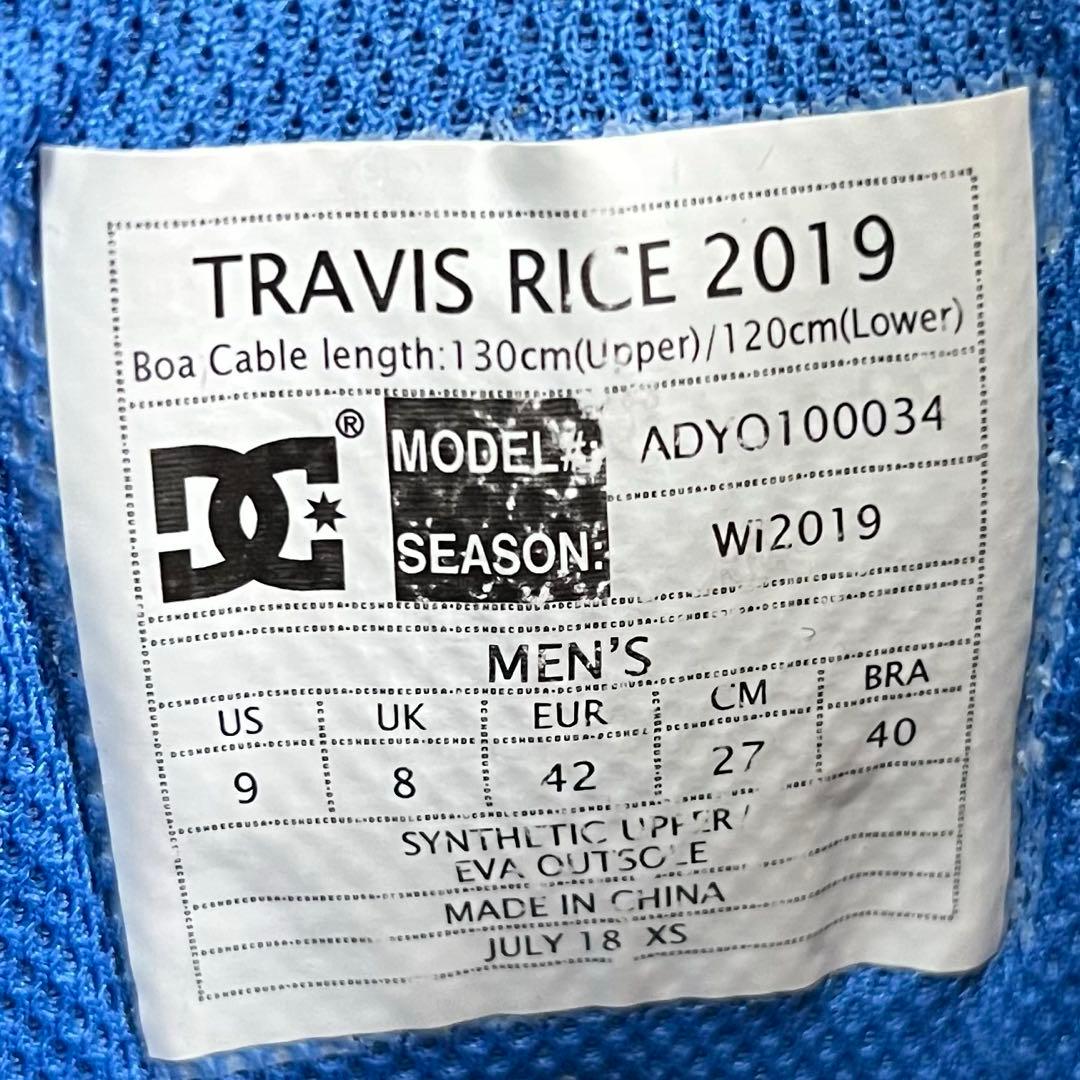 TRAVIS RICE 2019
Boa Cable length:130cm(Upper)/120cm(Lower)
DC ®
MODEL#: ADYO100034
SEASON: Wi2019
MEN'S
US UK EUR CM BRA
9 8 42 27 40
SYNTHETIC UPPER/
EVA OUTSOLE
MADE IN CHINA
JULY 18 XS